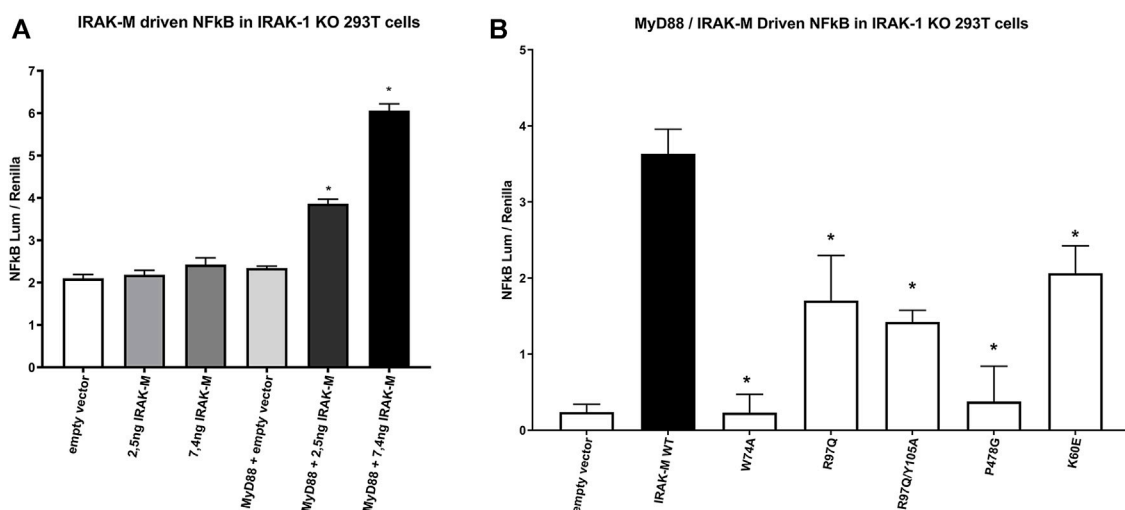 A
IRAK-M driven NFkB in IRAK-1 KO 293T cells
NFkB Lum / Renilla
7
6
5
4
3
2
1
0
*
*
empty vector
2,5ng IRAK-M
7,4ng IRAK-M
MyD88 + empty vector
MyD88 + 2,5ng IRAK-M
MyD88 + 7,4ng IRAK-M
B
MyD88 / IRAK-M Driven NFkB in IRAK-1 KO 293T cells
NFkB Lum / Renilla
5
4
3
2
1
0
*
*
*
*
*
empty vector
IRAK-M WT
W74A
R97Q
R97Q/Y105A
P478G
K60E